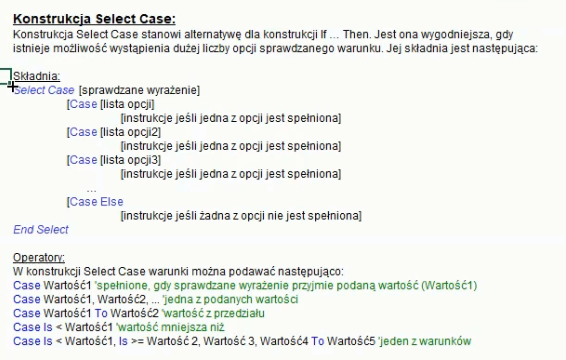 Konstrukcja Select Case:
Konstrukcja Select Case stanowi alternatywę dla konstrukcji If ... Then. Jest ona wygodniejsza, gdy
istnieje możliwość wystąpienia dużej liczby opcji sprawdzanego warunku. Jej składnia jest następująca:
Składnia:
Select Case [sprawdzane wyrażenie]
[Case [lista opcji]
[instrukcje jeśli jedna z opcji jest spełniona]
[Case [lista opcji2]
[instrukcje jeśli jedna z opcji jest spełniona]
[Case [lista opcji3]
[instrukcje jeśli jedna z opcji jest spełniona]
...
[Case Else
[instrukcje jeśli żadna z opcji nie jest spełniona]
End Select
Operatory:
W konstrukcji Select Case warunki można podawać następująco:
Case Wartość1 'spełnione, gdy sprawdzane wyrażenie przyjmie podaną wartość (Wartość1)
Case Wartość1, Wartość2, ... 'jedna z podanych wartości
Case Wartość1 To Wartość2 'wartość z przedziału
Case Is < Wartość1 'wartość mniejsza niż
Case Is < Wartość1, Is >= Wartość 2, Wartość 3, Wartość4 To Wartość5 'jeden z warunków